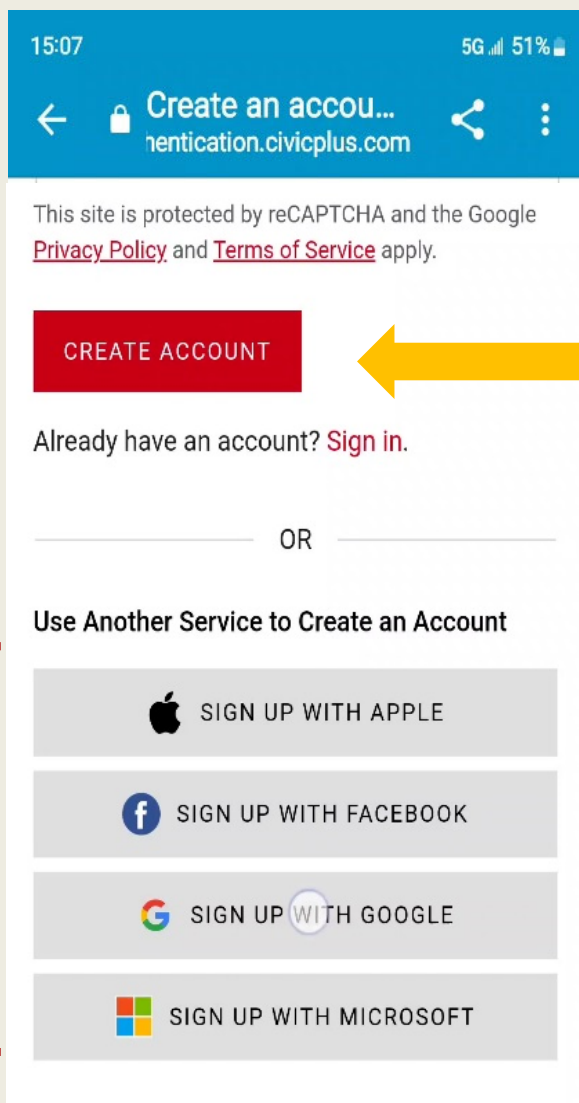 15:07 5G 51%
Create an accou...
hentication.civicplus.com
This site is protected by reCAPTCHA and the Google
Privacy Policy and Terms of Service apply.
CREATE ACCOUNT
Already have an account? Sign in.
OR
Use Another Service to Create an Account
SIGN UP WITH APPLE
SIGN UP WITH FACEBOOK
SIGN UP WITH GOOGLE
SIGN UP WITH MICROSOFT